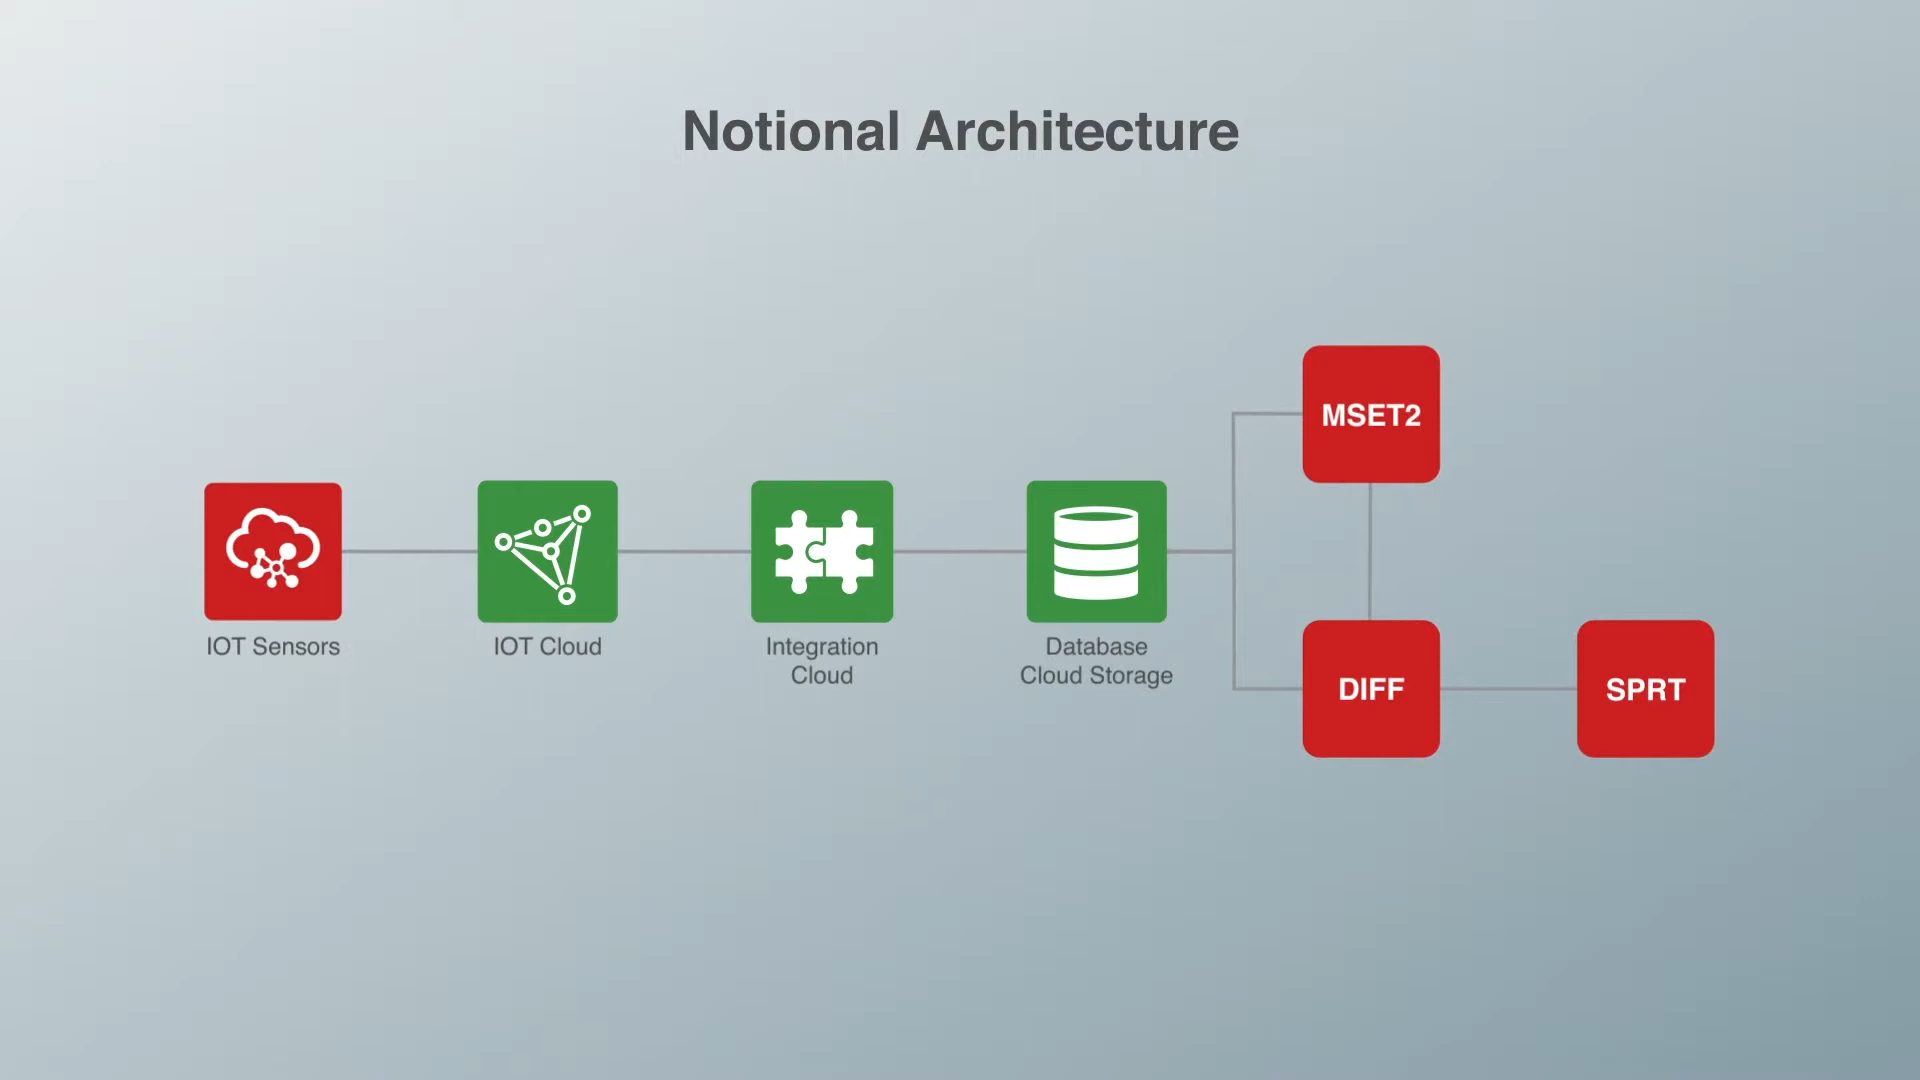 Notional Architecture
MSET2
IOT Sensors
IOT Cloud
Integration
Cloud
Database
Cloud Storage
DIFF
SPRT